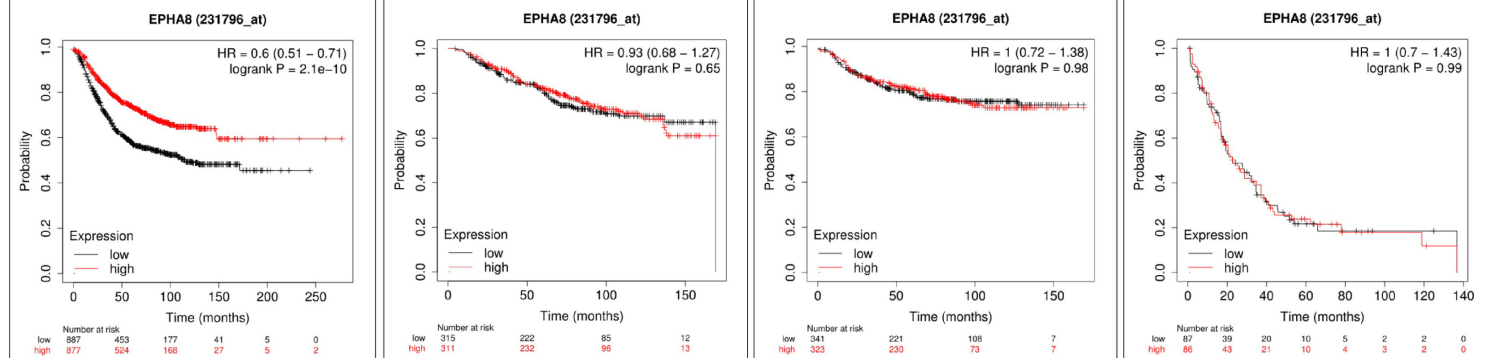 EPHA8 (231796_at)
HR = 0.6 (0.51 − 0.71)
logrank P = 2.1e−10
Probability
1.0
0.8
0.6
0.4
0.2
0.0
Expression
low
high
0 50 100 150 200 250
Time (months)
Number at risk
low 887 453 177 41 5 0
high 877 524 168 27 5 2
EPHA8 (231796_at)
HR = 0.93 (0.68 − 1.27)
logrank P = 0.65
Probability
1.0
0.8
0.6
0.4
0.2
0.0
Expression
low
high
0 50 100 150
Time (months)
Number at risk
low 315 222 85 12
high 311 232 96 13
EPHA8 (231796_at)
HR = 1 (0.72 − 1.38)
logrank P = 0.98
Probability
1.0
0.8
0.6
0.4
0.2
0.0
Expression
low
high
0 50 100 150
Time (months)
Number at risk
low 341 221 108 7
high 323 230 73 7
EPHA8 (231796_at)
HR = 1 (0.7 − 1.43)
logrank P = 0.99
Probability
1.0
0.8
0.6
0.4
0.2
0.0
Expression
low
high
0 20 40 60 80 100 120 140
Time (months)
Number at risk
low 87 39 20 10 5 2 2 0
high 86 43 21 10 4 3 2 0